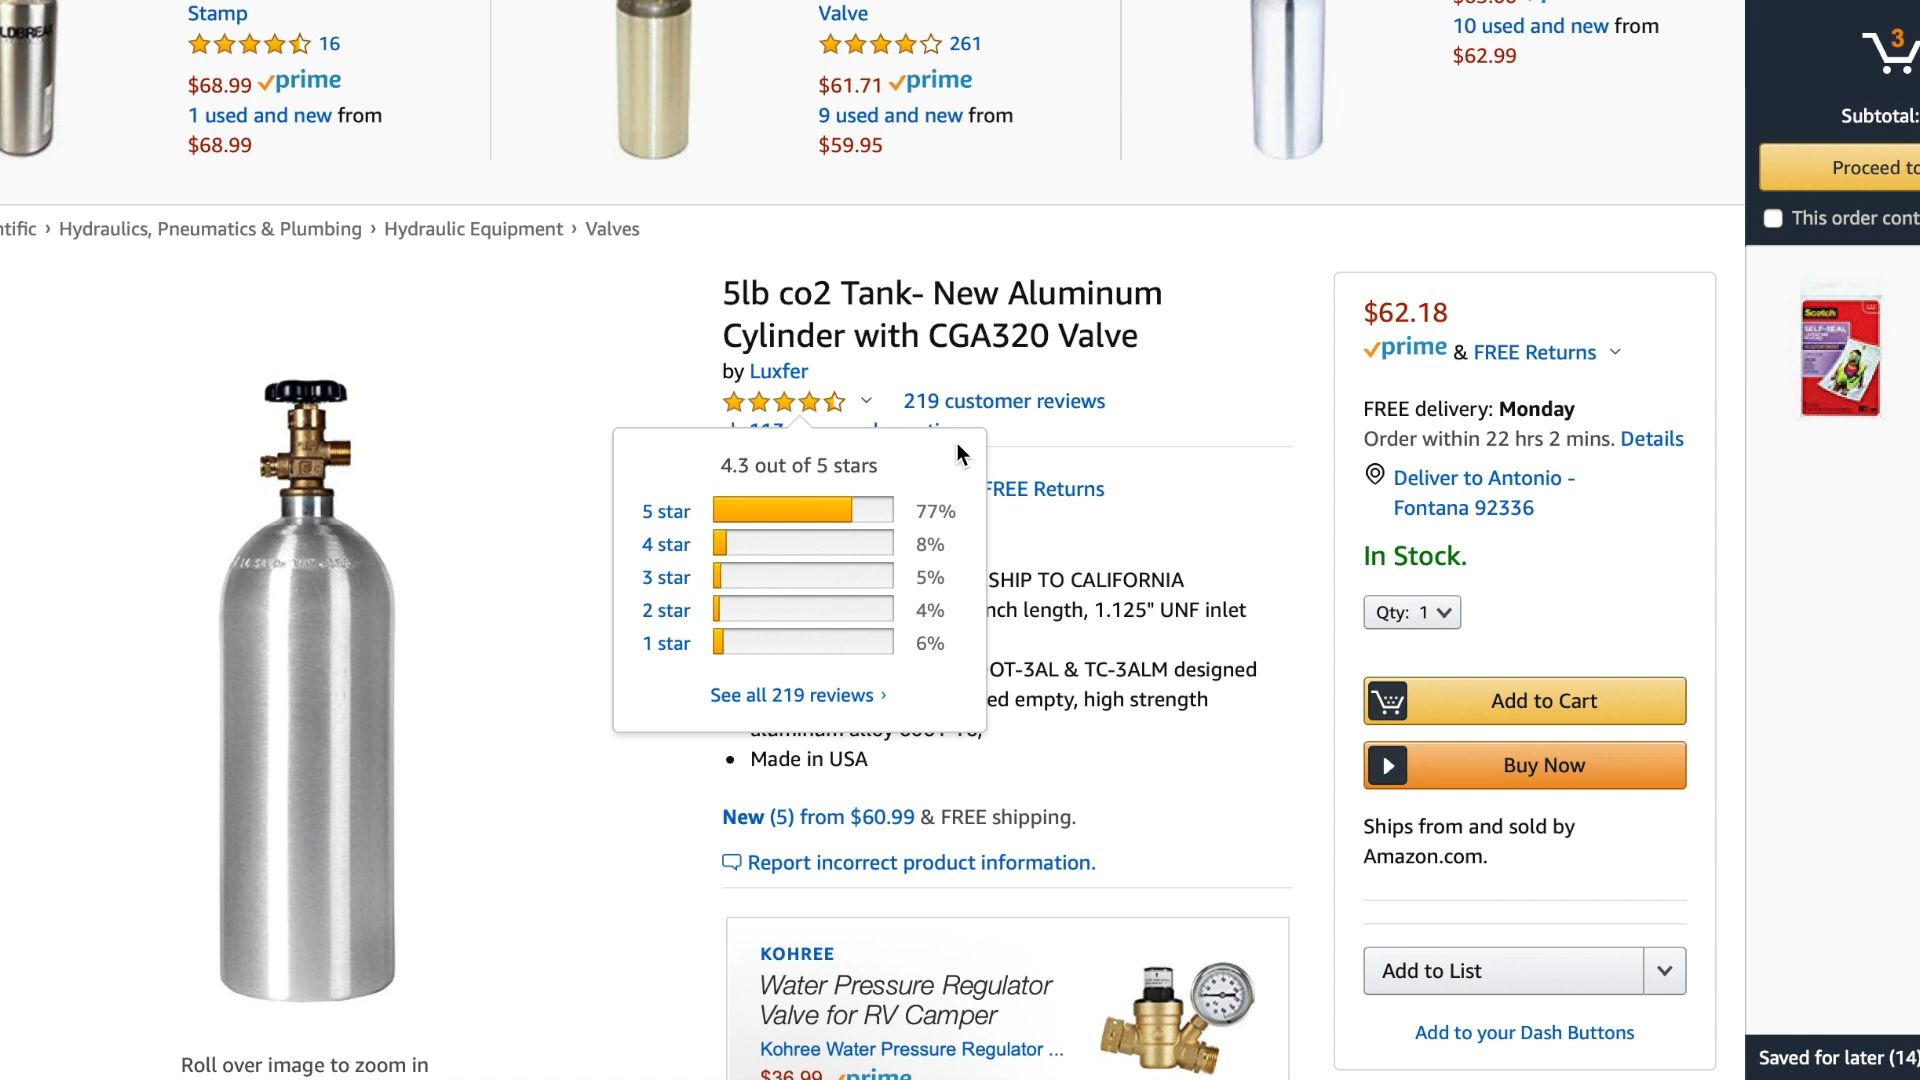 Stamp
16
$68.99 prime
1 used and new from
$68.99
Valve
261
$61.71 prime
9 used and new from
$59.95
10 used and new from
$62.99
3
Subtotal:
Proceed to
This order cont
ntific › Hydraulics, Pneumatics & Plumbing › Hydraulic Equipment › Valves
5lb co2 Tank- New Aluminum
Cylinder with CGA320 Valve
by Luxfer
219 customer reviews
4.3 out of 5 stars
5 star 77%
4 star 8%
3 star 5%
2 star 4%
1 star 6%
See all 219 reviews ›
FREE Returns
SHIP TO CALIFORNIA
nch length, 1.125" UNF inlet
OT-3AL & TC-3ALM designed
ed empty, high strength
• Made in USA
New (5) from $60.99 & FREE shipping.
Report incorrect product information.
KOHREE
Water Pressure Regulator
Valve for RV Camper
Kohree Water Pressure Regulator ...
$36.99 prime
Roll over image to zoom in
$62.18
prime & FREE Returns
FREE delivery: Monday
Order within 22 hrs 2 mins. Details
Deliver to Antonio -
Fontana 92336
In Stock.
Qty: 1
Add to Cart
Buy Now
Ships from and sold by
Amazon.com.
Add to List
Add to your Dash Buttons
Scotch
SELF-SEAL
Saved for later (14)